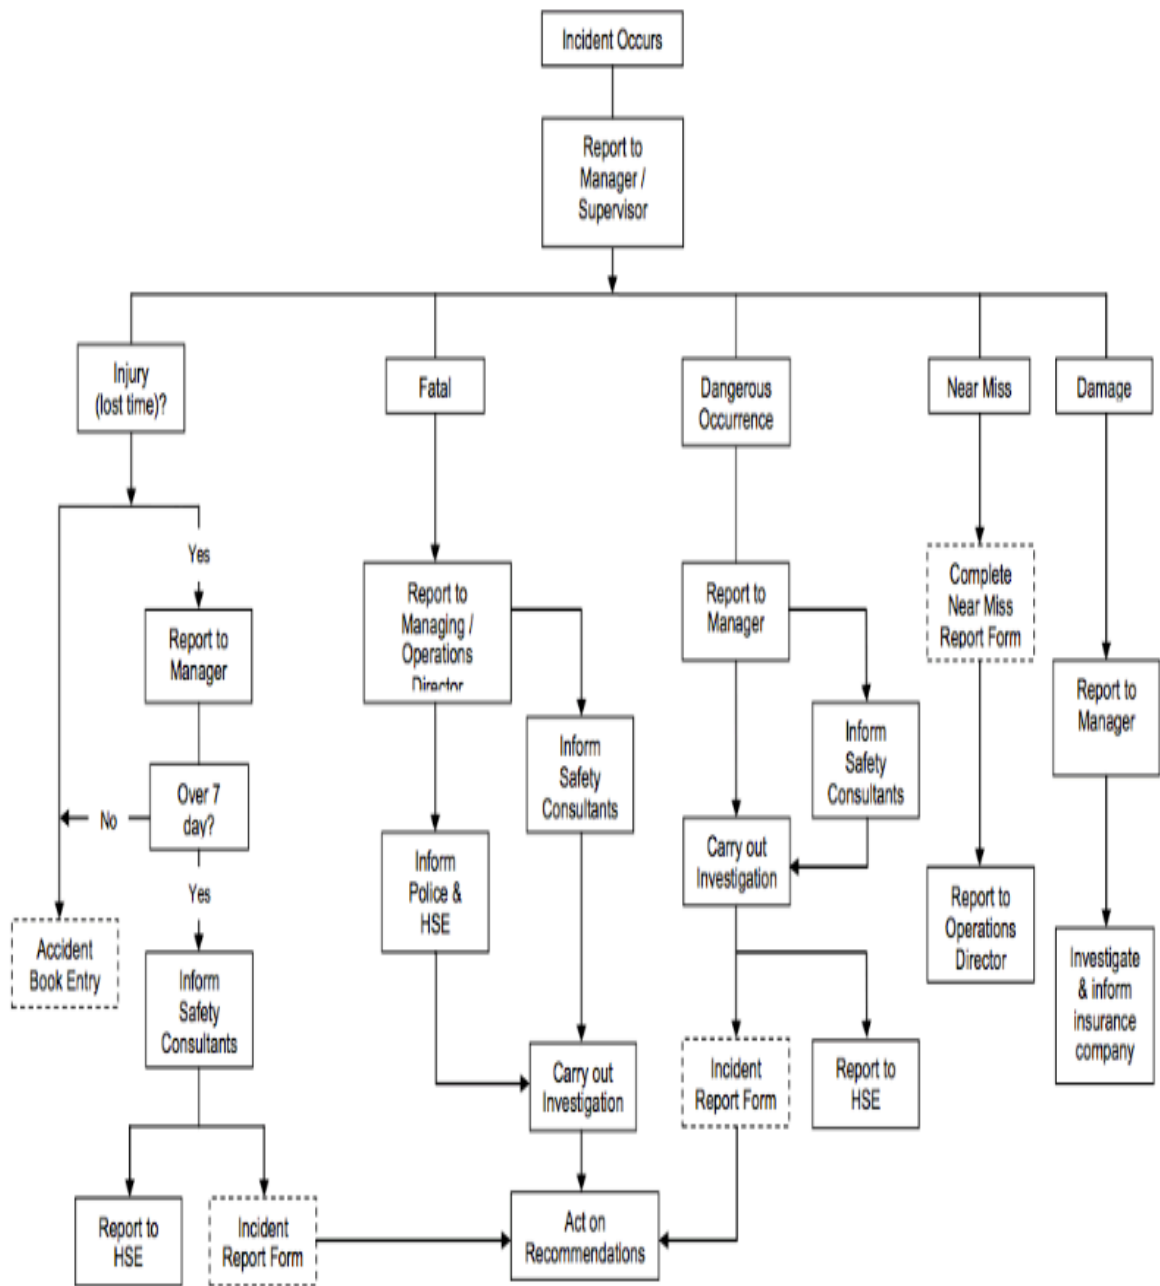 Incident Occurs
Report to
Manager /
Supervisor
Injury
(lost time)?
Fatal
Dangerous
Occurrence
Near Miss
Damage
Yes
Report to
Manager
Over 7
day?
No
Yes
Accident
Book Entry
Inform
Safety
Consultants
Report to
HSE
Incident
Report Form
Report to
Managing /
Operations
Director
Inform
Safety
Consultants
Inform
Police &
HSE
Carry out
Investigation
Act on
Recommendations
Report to
Manager
Inform
Safety
Consultants
Carry out
Investigation
Incident
Report Form
Report to
HSE
Complete
Near Miss
Report Form
Report to
Operations
Director
Report to
Manager
Investigate
& inform
insurance
company